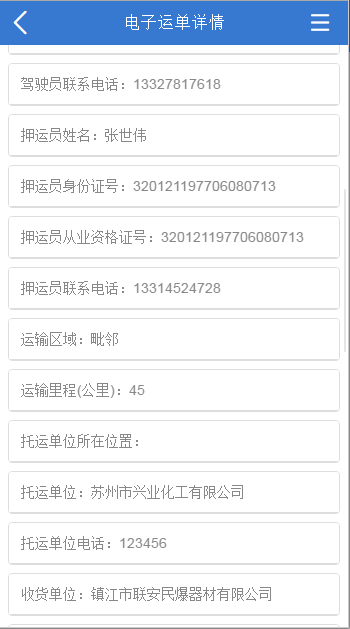 电子运单详情
驾驶员联系电话：13327817618
押运员姓名：张世伟
押运员身份证号：320121197706080713
押运员从业资格证号：320121197706080713
押运员联系电话：13314524728
运输区域：毗邻
运输里程(公里)：45
托运单位所在位置：
托运单位：苏州市兴业化工有限公司
托运单位电话：123456
收货单位：镇江市联安民爆器材有限公司